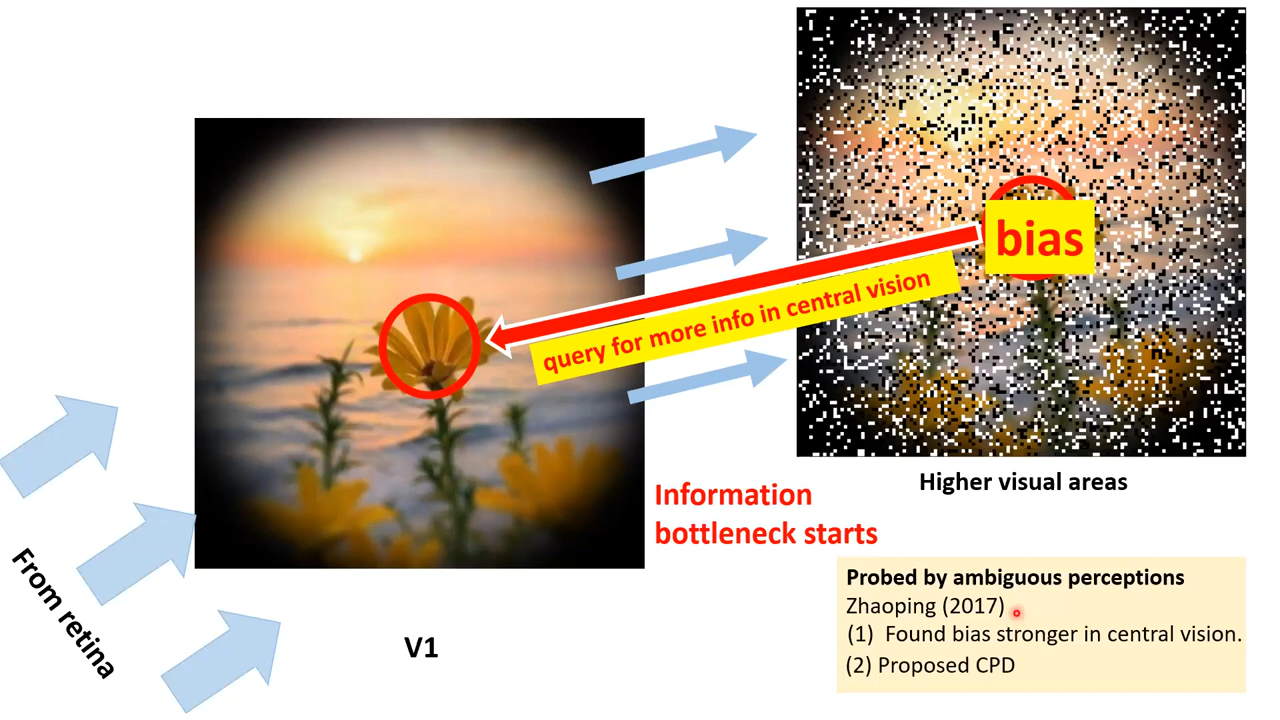 bias
query for more info in central vision
Higher visual areas
Information
bottleneck starts
From retina
V1
Probed by ambiguous perceptions
Zhaoping (2017)
(1) Found bias stronger in central vision.
(2) Proposed CPD